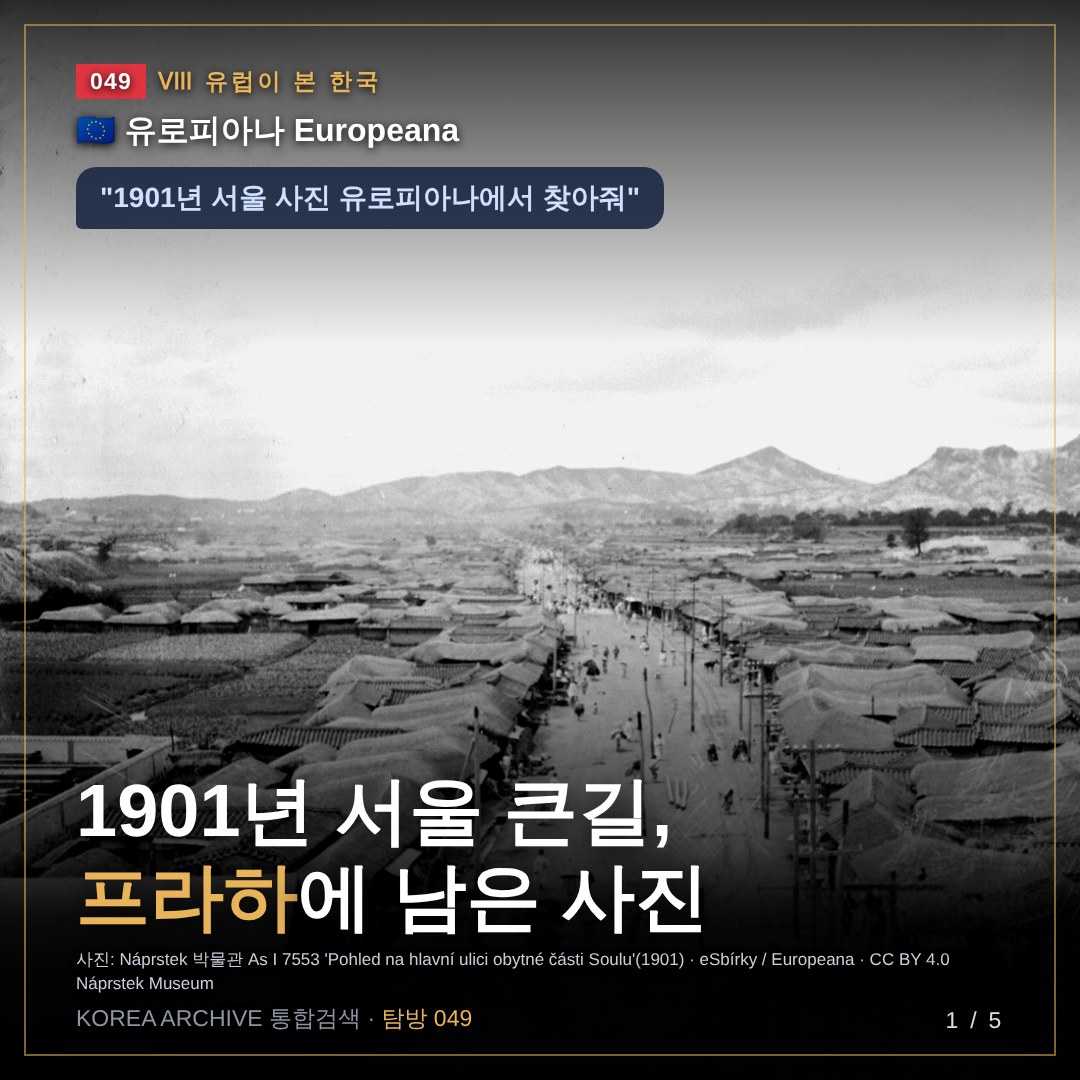 049 Ⅷ 유럽이 본 한국
🇪🇺 유로피아나 Europeana
"1901년 서울 사진 유로피아나에서 찾아줘"
1901년 서울 큰길,
프라하에 남은 사진
사진: Náprstek 박물관 As I 7553 'Pohled na hlavní ulici obytné části Soulu'(1901) · eSbírky / Europeana · CC BY 4.0
Náprstek Museum
KOREA ARCHIVE 통합검색 · 탐방 049
1 / 5